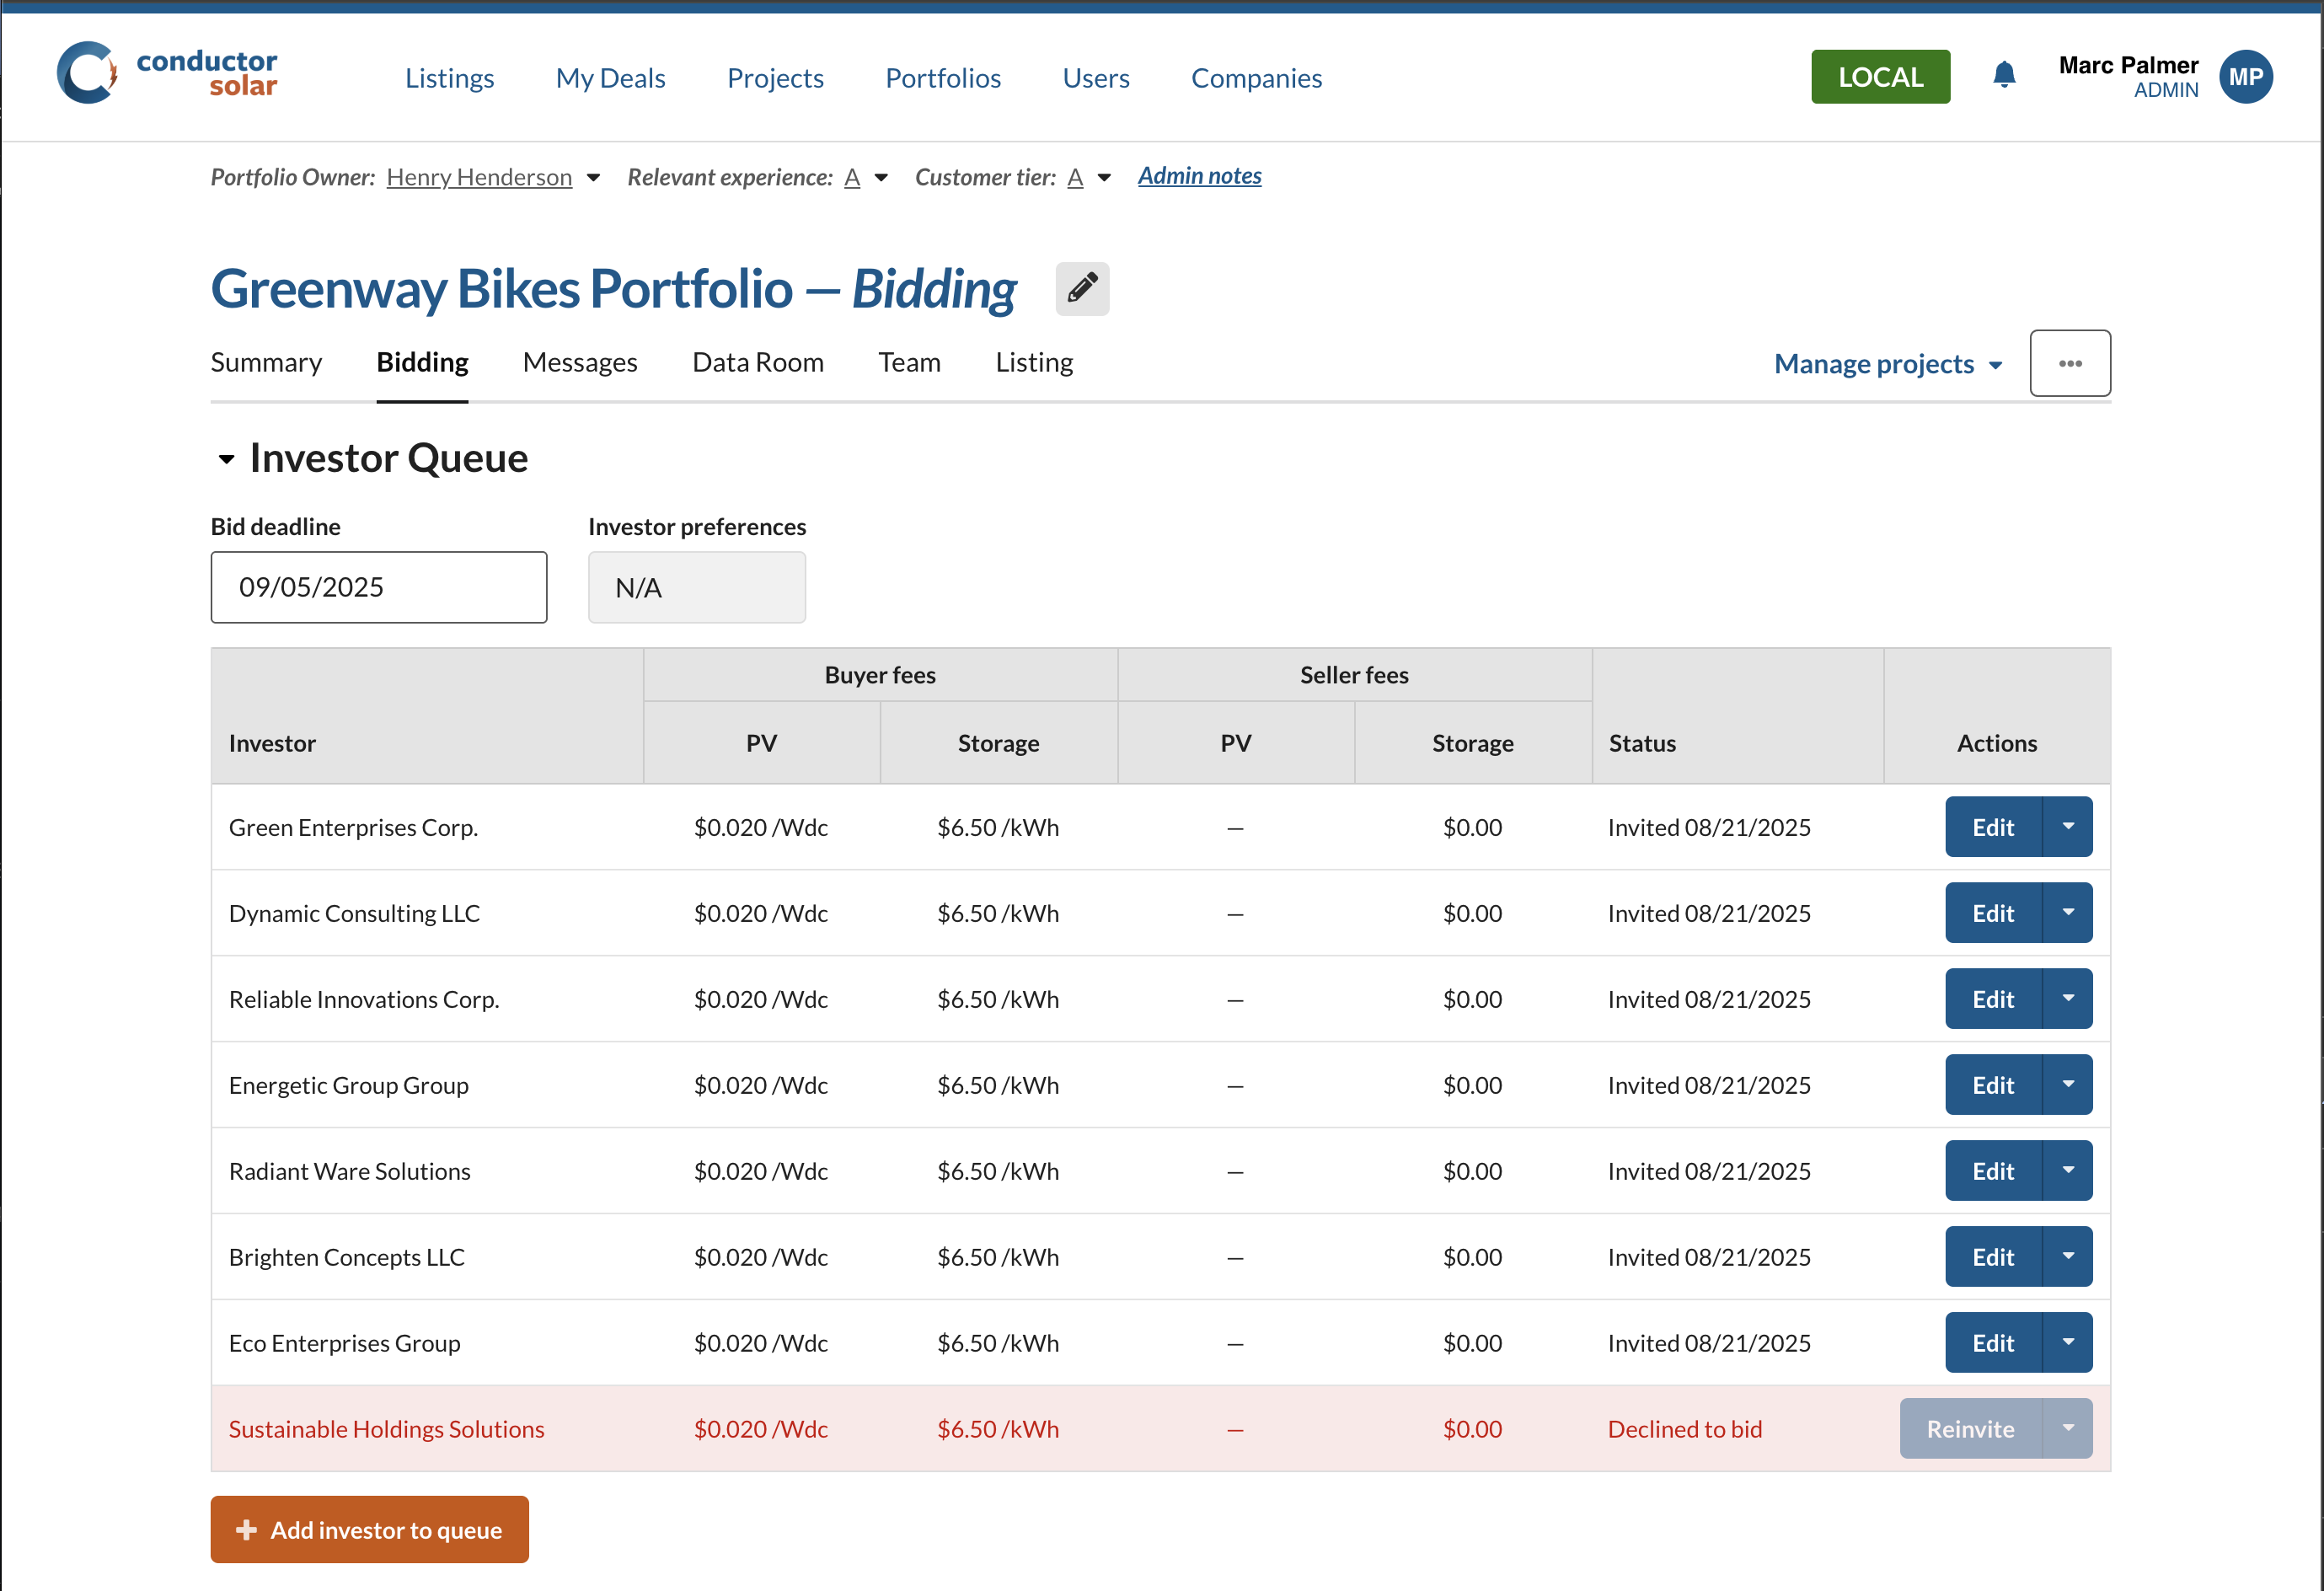 conductor
solar
Listings My Deals Projects Portfolios Users Companies
LOCAL
Marc Palmer
ADMIN
MP
Portfolio Owner: Henry Henderson Relevant experience: A Customer tier: A Admin notes
Greenway Bikes Portfolio — Bidding
Summary Bidding Messages Data Room Team Listing Manage projects
Investor Queue
Bid deadline Investor preferences
09/05/2025 N/A
Buyer fees Seller fees
Investor PV Storage PV Storage Status Actions
Green Enterprises Corp. $0.020 /Wdc $6.50 /kWh — $0.00 Invited 08/21/2025 Edit
Dynamic Consulting LLC $0.020 /Wdc $6.50 /kWh — $0.00 Invited 08/21/2025 Edit
Reliable Innovations Corp. $0.020 /Wdc $6.50 /kWh — $0.00 Invited 08/21/2025 Edit
Energetic Group Group $0.020 /Wdc $6.50 /kWh — $0.00 Invited 08/21/2025 Edit
Radiant Ware Solutions $0.020 /Wdc $6.50 /kWh — $0.00 Invited 08/21/2025 Edit
Brighten Concepts LLC $0.020 /Wdc $6.50 /kWh — $0.00 Invited 08/21/2025 Edit
Eco Enterprises Group $0.020 /Wdc $6.50 /kWh — $0.00 Invited 08/21/2025 Edit
Sustainable Holdings Solutions $0.020 /Wdc $6.50 /kWh — $0.00 Declined to bid Reinvite
Add investor to queue